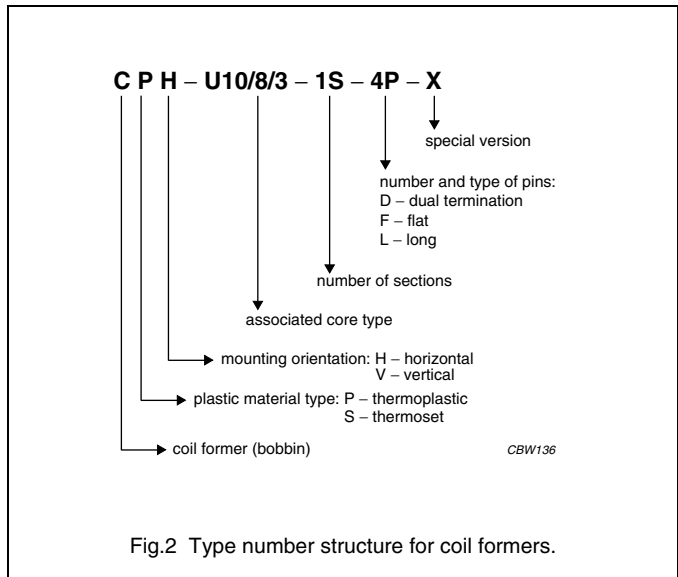 C P H – U10/8/3 – 1S – 4P – X
special version
number and type of pins:
D – dual termination
F – flat
L – long
number of sections
associated core type
mounting orientation: H – horizontal
V – vertical
plastic material type: P – thermoplastic
S – thermoset
coil former (bobbin)
CBW136
Fig.2 Type number structure for coil formers.